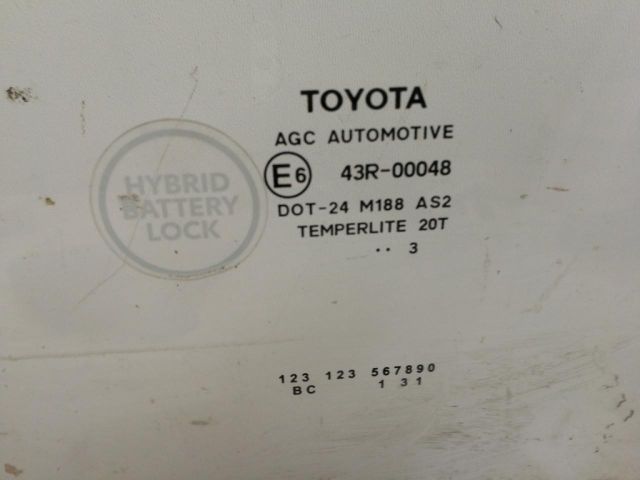 TOYOTA
AGC AUTOMOTIVE
E6 43R-00048
DOT-24 M188 AS2
TEMPERLITE 20T
·· 3
HYBRID
BATTERY
LOCK
123 123 567890
BC 1 31